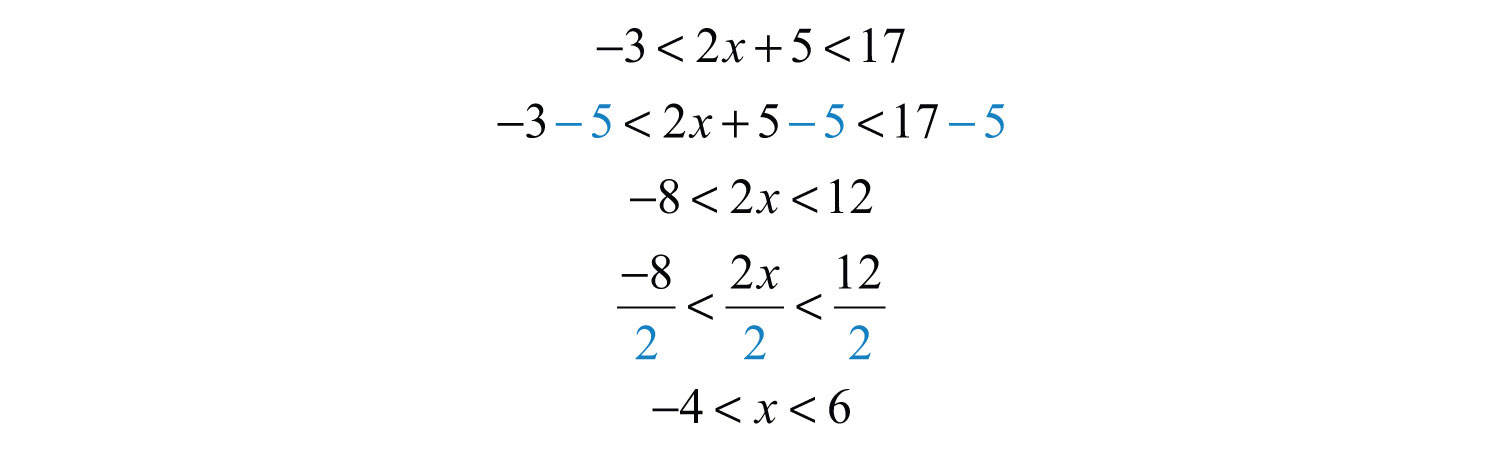 −3 < 2x + 5 < 17
−3 − 5 < 2x + 5 − 5 < 17 − 5
−8 < 2x < 12
−8/2 < 2x/2 < 12/2
−4 < x < 6